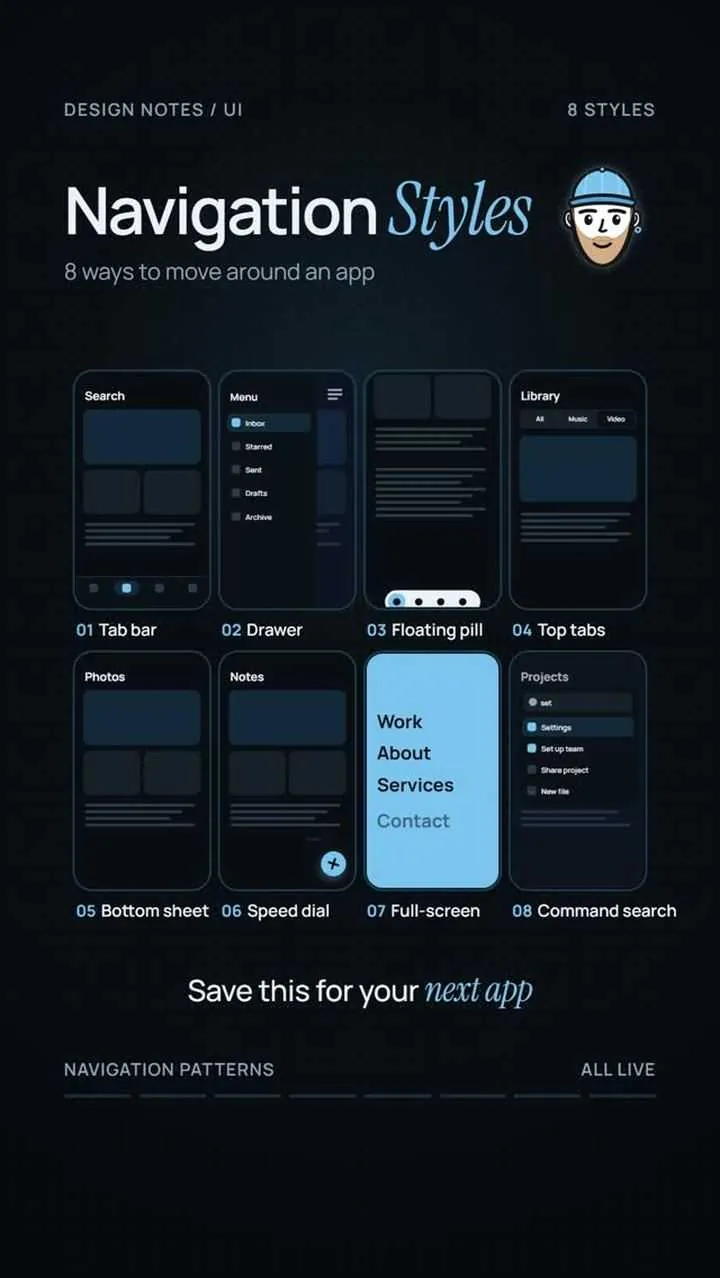 DESIGN NOTES / UI
8 STYLES
Navigation Styles
8 ways to move around an app
Search
01 Tab bar
Menu
Inbox
Starred
Sent
Drafts
Archive
02 Drawer
03 Floating pill
Library
All Music Video
04 Top tabs
Photos
05 Bottom sheet
Notes
06 Speed dial
Work
About
Services
Contact
07 Full-screen
Projects
set
Settings
Set up team
Share project
New file
08 Command search
Save this for your next app
NAVIGATION PATTERNS
ALL LIVE